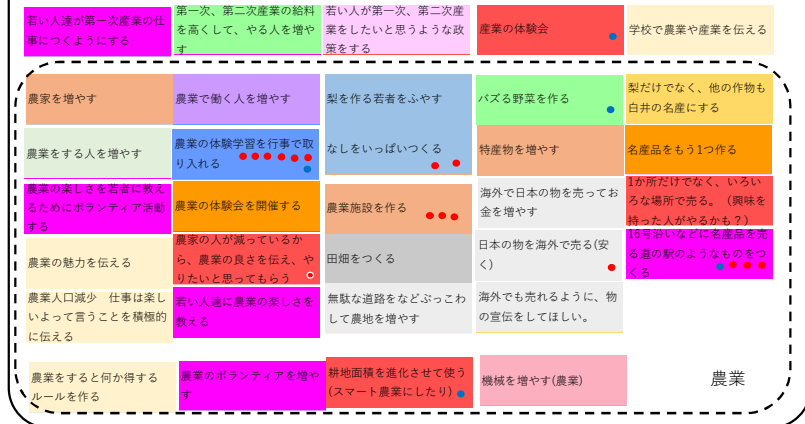 若い人達が第一次産業の仕
事につくようにする
第一次、第二次産業の給料
を高くして、やる人を増や
す
若い人が第一次、第二次産
業をしたいと思うような政
策をする
産業の体験会
学校で農業や産業を伝える
農家を増やす
農業で働く人を増やす
梨を作る若者をふやす
バズる野菜を作る
梨だけでなく、他の作物も
白井の名産にする
農業をする人を増やす
農業の体験学習を行事で取
り入れる
なしをいっぱいつくる
特産物を増やす
名産品をもう1つ作る
農業の楽しさを若者に教え
るためにボランティア活動
する
農業の体験会を開催する
農業施設を作る
海外で日本の物を売ってお
金を増やす
1か所だけでなく、いろい
ろな場所で売る。(興味を
持った人がやるかも?)
農業の魅力を伝える
農家の人が減っているか
ら、農業の良さを伝え、や
りたいと思ってもらう
田畑をつくる
日本の物を海外で売る(安
く)
16号沿いなどに名産品を売
る道の駅のようなものをつ
くる
農業人口減少 仕事は楽し
いよって言うことを積極的
に伝える
若い人達に農業の楽しさを
教える
無駄な道路をなどぶっこわ
して農地を増やす
海外でも売れるように、物
の宣伝をしてほしい。
農業をすると何か得する
ルールを作る
農業のボランティアを増や
す
耕地面積を進化させて使う
(スマート農業にしたり)
機械を増やす(農業)
農業